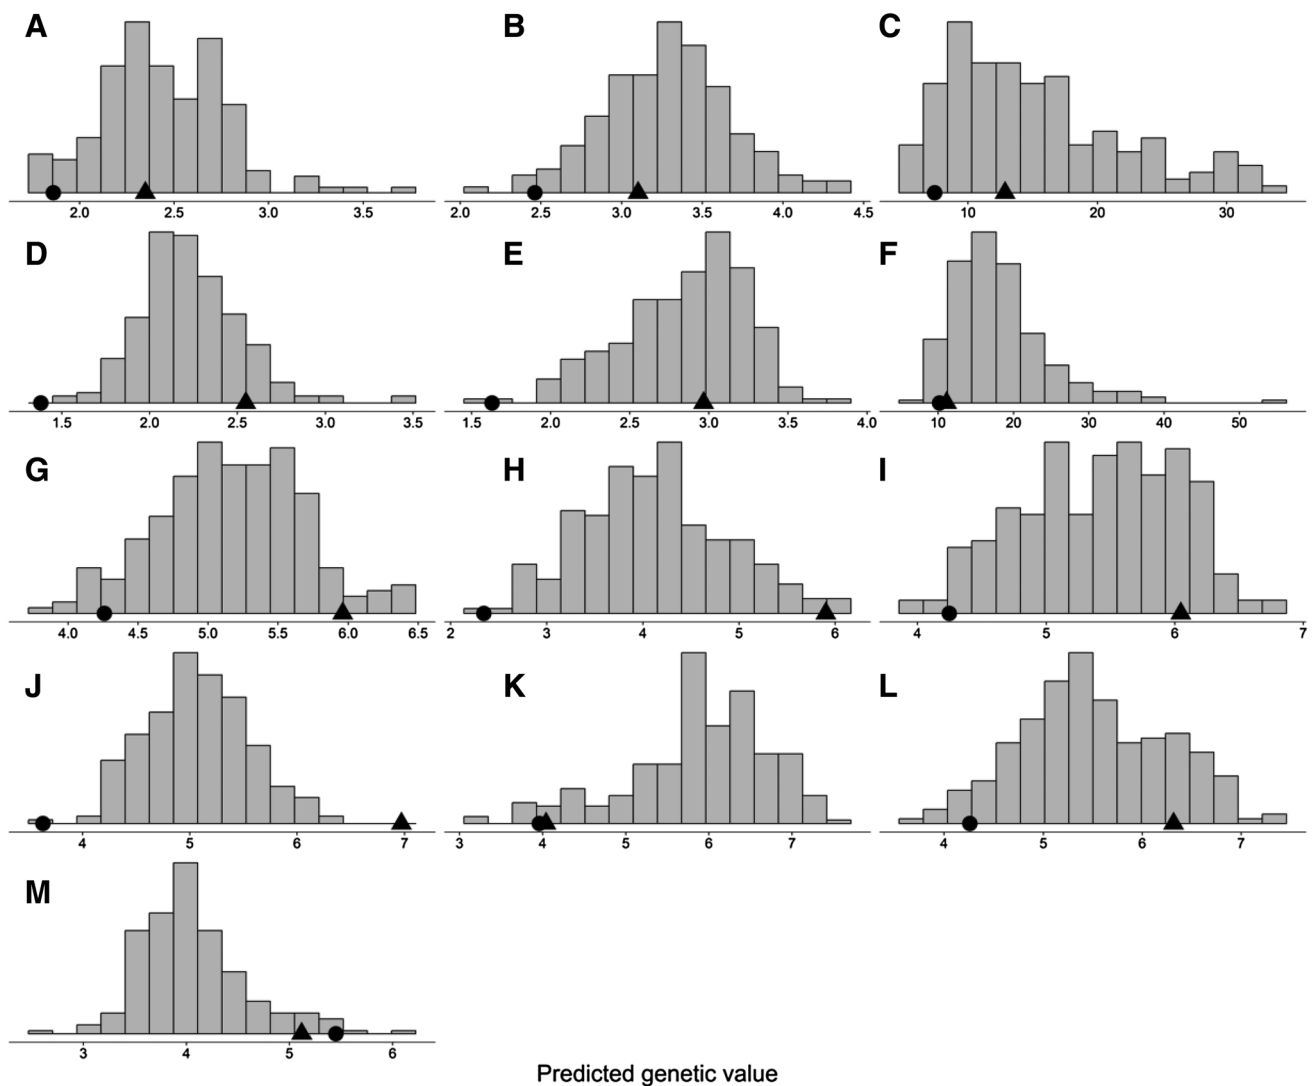 A B C
2.0 2.5 3.0 3.5 2.0 2.5 3.0 3.5 4.0 4.5 10 20 30
D E F
1.5 2.0 2.5 3.0 3.5 1.5 2.0 2.5 3.0 3.5 4.0 10 20 30 40 50
G H I
4.0 4.5 5.0 5.5 6.0 6.5 2 3 4 5 6 4 5 6 7
J K L
4 5 6 7 3 4 5 6 7 4 5 6 7
M
3 4 5 6
Predicted genetic value